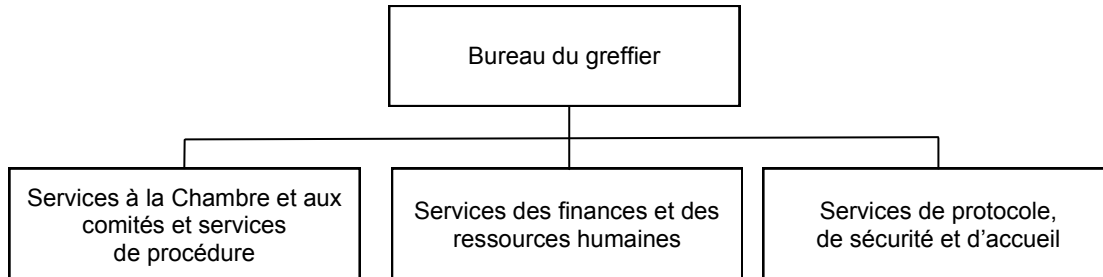 Bureau du greffier
Services à la Chambre et aux
comités et services
de procédure
Services des finances et des
ressources humaines
Services de protocole,
de sécurité et d’accueil